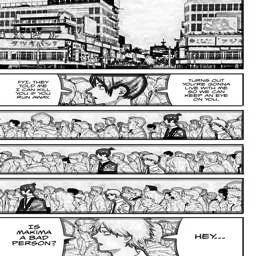 TURNING OUT
YOU'RE GONNA
LIVE WITH ME
SO WE CAN
KEEP AN EYE
ON YOU.
FYI, THEY
TOLD ME
I CAN KILL
YOU IF YOU
RUN AWAY.
HEY...
IS
MAKIMA
A BAD
PERSON?